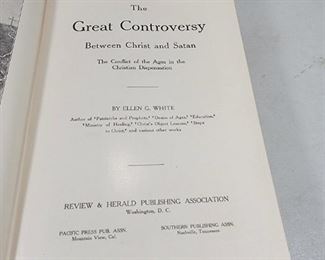 The
Great Controversy
Between Christ and Satan
The Conflict of the Ages in the
Christian Dispensation
BY ELLEN G. WHITE
Author of "Patriarchs and Prophets," "Desire of Ages," "Education,"
"Ministry of Healing," "Christ's Object Lessons," "Steps
to Christ," and various other works
REVIEW & HERALD PUBLISHING ASSOCIATION
Washington, D. C.
PACIFIC PRESS PUB. ASSN.
Mountain View, Cal.
SOUTHERN PUBLISHING ASSN.
Nashville, Tennessee